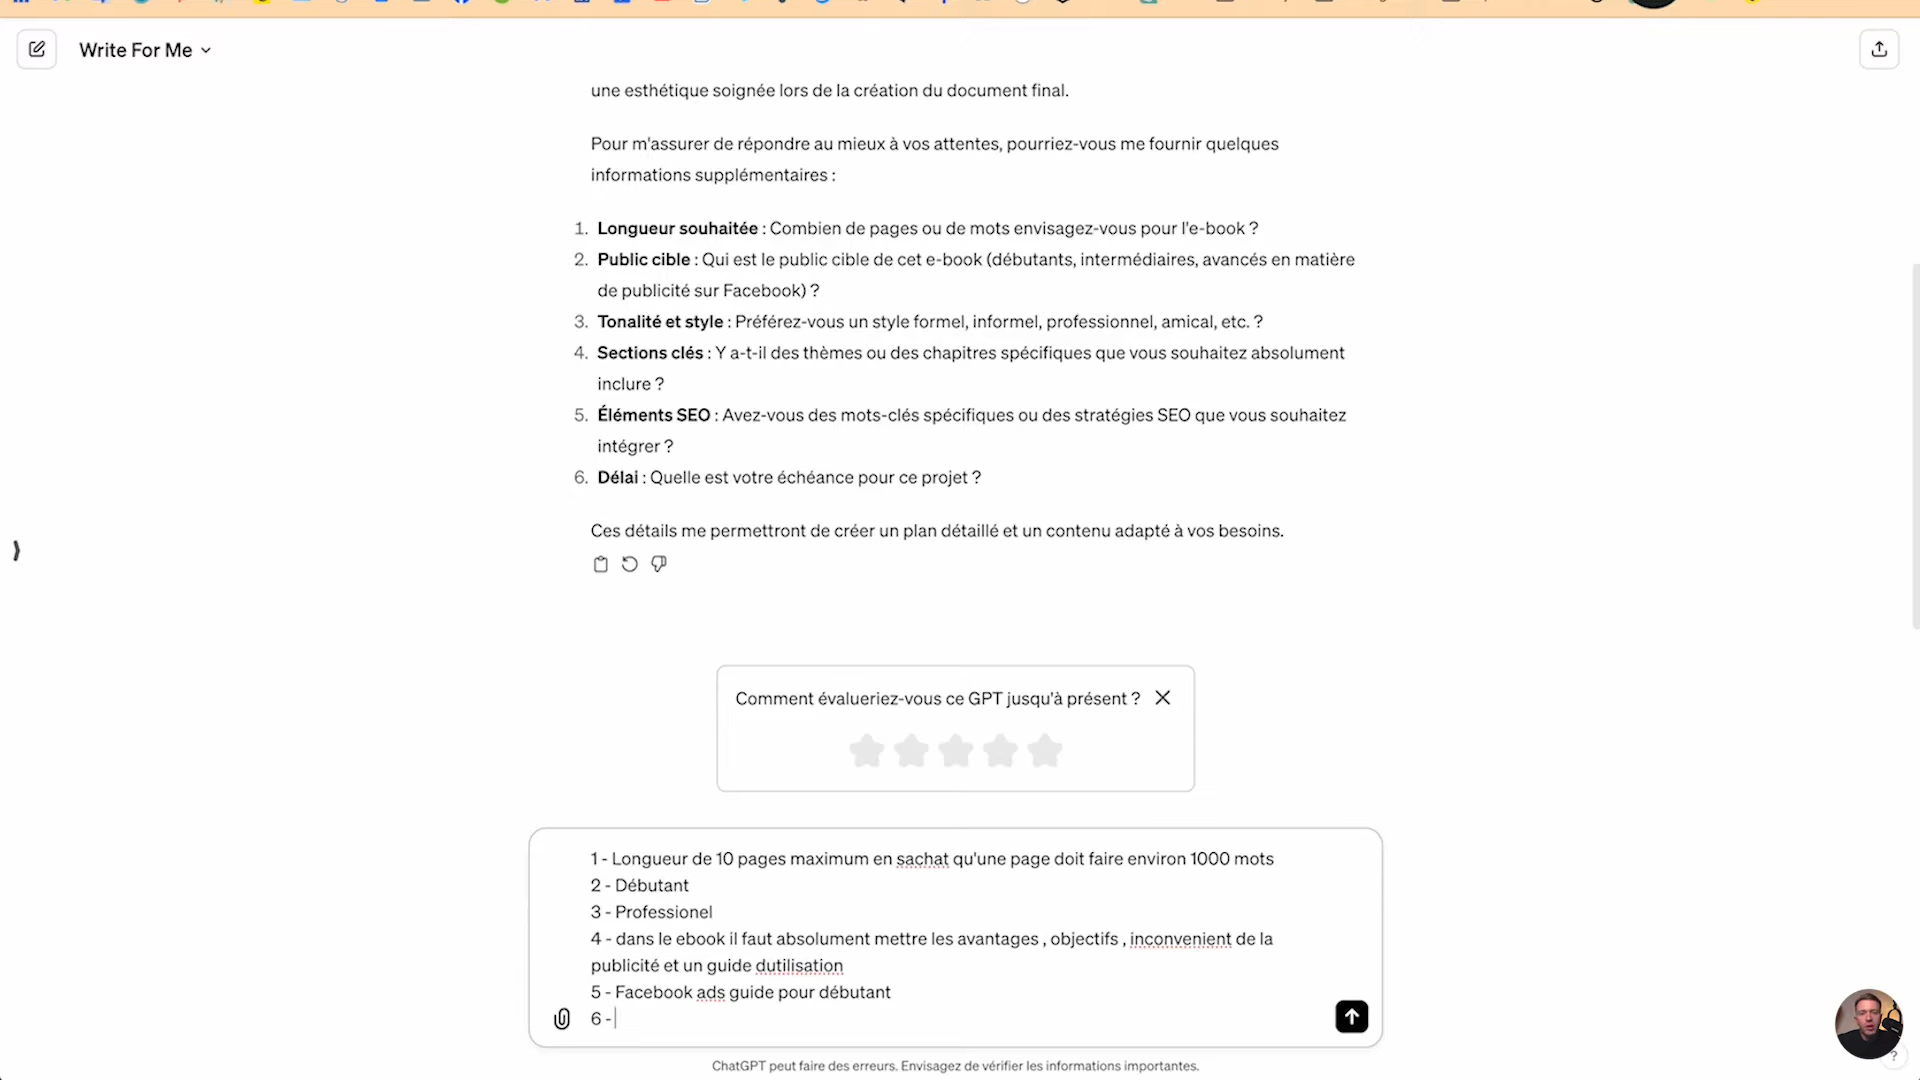 Write For Me
une esthétique soignée lors de la création du document final.
Pour m'assurer de répondre au mieux à vos attentes, pourriez-vous me fournir quelques
informations supplémentaires :
1. Longueur souhaitée : Combien de pages ou de mots envisagez-vous pour l'e-book ?
2. Public cible : Qui est le public cible de cet e-book (débutants, intermédiaires, avancés en matière
de publicité sur Facebook) ?
3. Tonalité et style : Préférez-vous un style formel, informel, professionnel, amical, etc. ?
4. Sections clés : Y a-t-il des thèmes ou des chapitres spécifiques que vous souhaitez absolument
inclure ?
5. Éléments SEO : Avez-vous des mots-clés spécifiques ou des stratégies SEO que vous souhaitez
intégrer ?
6. Délai : Quelle est votre échéance pour ce projet ?
Ces détails me permettront de créer un plan détaillé et un contenu adapté à vos besoins.
Comment évalueriez-vous ce GPT jusqu'à présent ?
1 - Longueur de 10 pages maximum en sachat qu'une page doit faire environ 1000 mots
2 - Débutant
3 - Professionel
4 - dans le ebook il faut absolument mettre les avantages , objectifs , inconvenient de la
publicité et un guide dutilisation
5 - Facebook ads guide pour débutant
6 -
ChatGPT peut faire des erreurs. Envisagez de vérifier les informations importantes.
?